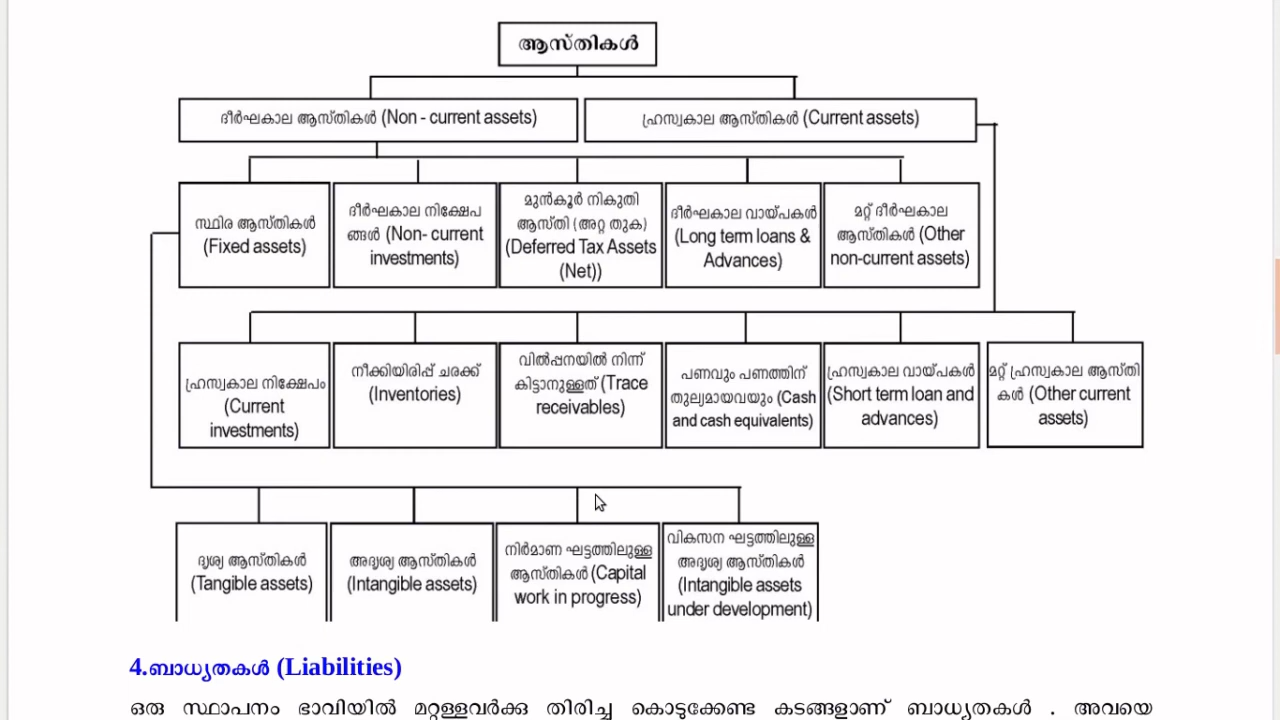 ആസ്തികൾ
ദീർഘകാല ആസ്തികൾ (Non - current assets)
ഹ്രസ്വകാല ആസ്തികൾ (Current assets)
സ്ഥിര ആസ്തികൾ
(Fixed assets)
ദീർഘകാല നിക്ഷേപ
ങ്ങൾ (Non- current
investments)
മുൻകൂർ നികുതി
ആസ്തി (അറ്റ തുക)
(Deferred Tax Assets
(Net))
ദീർഘകാല വായ്പകൾ
(Long term loans &
Advances)
മറ്റ് ദീർഘകാല
ആസ്തികൾ (Other
non-current assets)
ഹ്രസ്വകാല നിക്ഷേപം
(Current
investments)
നീക്കിയിരിപ്പ് ചരക്ക്
(Inventories)
വിൽപ്പനയിൽ നിന്ന്
കിട്ടാനുള്ളത് (Trace
receivables)
പണവും പണത്തിന്
തുല്യമായവയും (Cash
and cash equivalents)
ഹ്രസ്വകാല വായ്പകൾ
(Short term loan and
advances)
മറ്റ് ഹ്രസ്വകാല ആസ്തി
കൾ (Other current
assets)
ദൃശ്യ ആസ്തികൾ
(Tangible assets)
അദൃശ്യ ആസ്തികൾ
(Intangible assets)
നിർമാണ ഘട്ടത്തിലുള്ള
ആസ്തികൾ (Capital
work in progress)
വികസന ഘട്ടത്തിലുള്ള
അദൃശ്യ ആസ്തികൾ
(Intangible assets
under development)
4.ബാധ്യതകൾ (Liabilities)
ഒരു സ്ഥാപനം ഭാവിയിൽ മറ്റുള്ളവർക്കു തിരിച്ചു കൊടുക്കേണ്ട കടങ്ങളാണ് ബാധ്യതകൾ . അവയെ